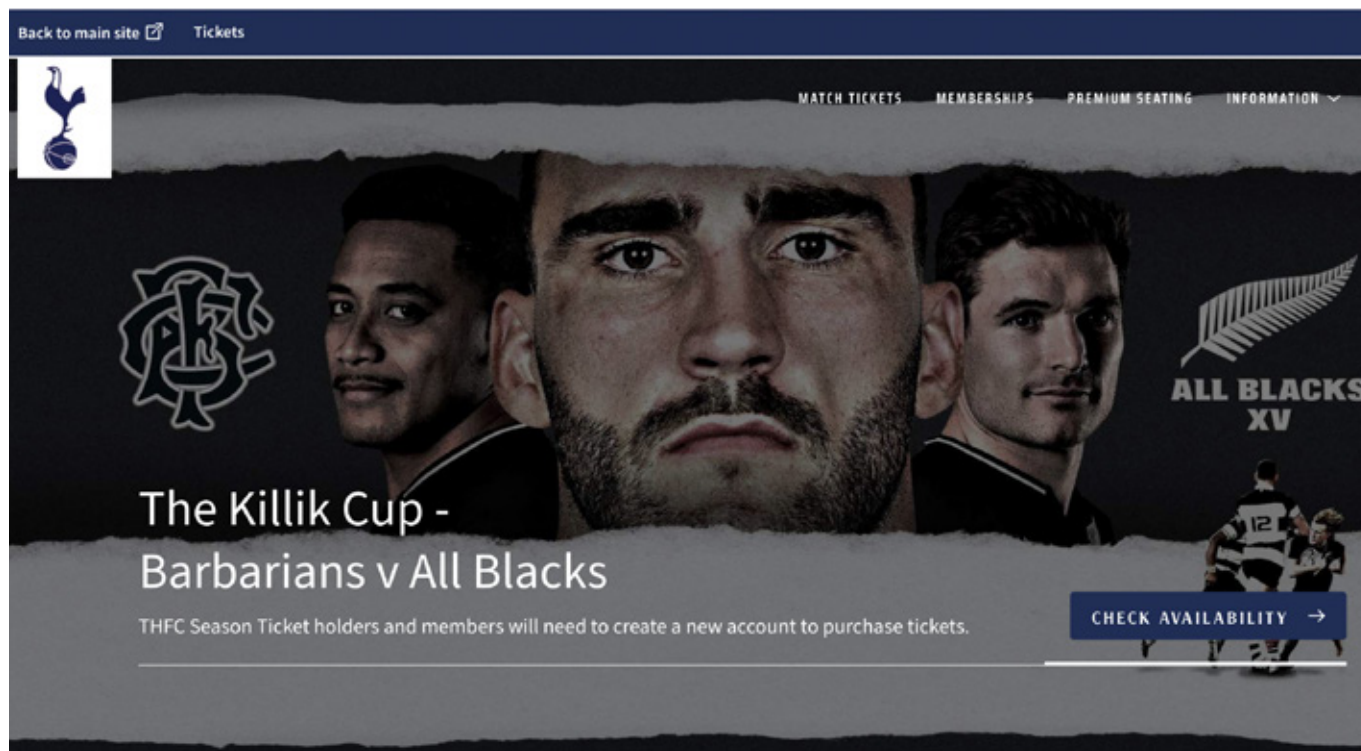 Back to main site Tickets
MATCH TICKETS MEMBERSHIPS PREMIUM SEATING INFORMATION
ALL BLACKS
XV
The Killik Cup -
Barbarians v All Blacks
12
THFC Season Ticket holders and members will need to create a new account to purchase tickets.
CHECK AVAILABILITY →